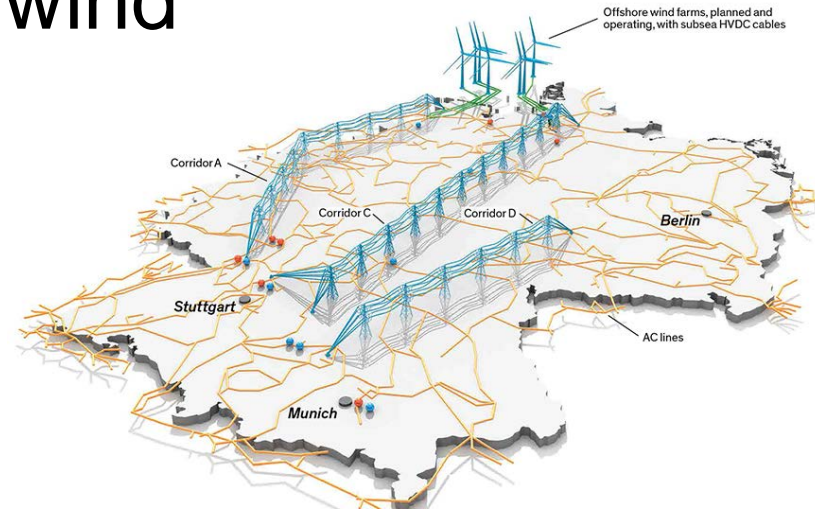 wind
Offshore wind farms, planned and
operating, with subsea HVDC cables
Corridor A
Corridor C
Corridor D
Berlin
Stuttgart
AC lines
Munich